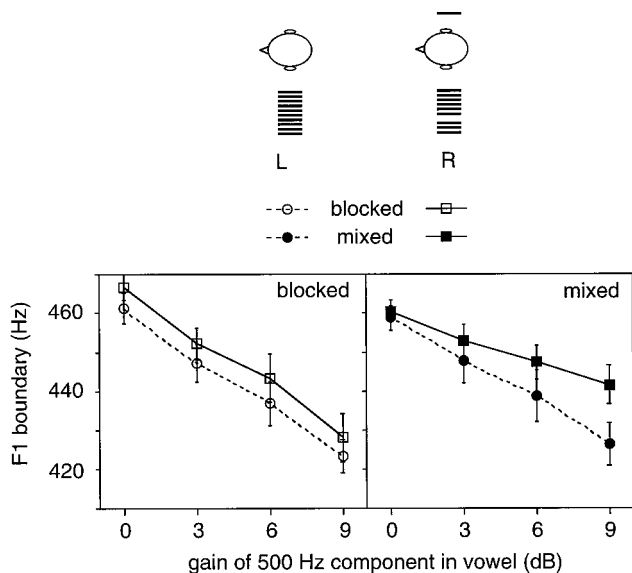 L R
blocked
mixed
blocked mixed
F1 boundary (Hz)
460
440
420
0 3 6 9 0 3 6 9
gain of 500 Hz component in vowel (dB)